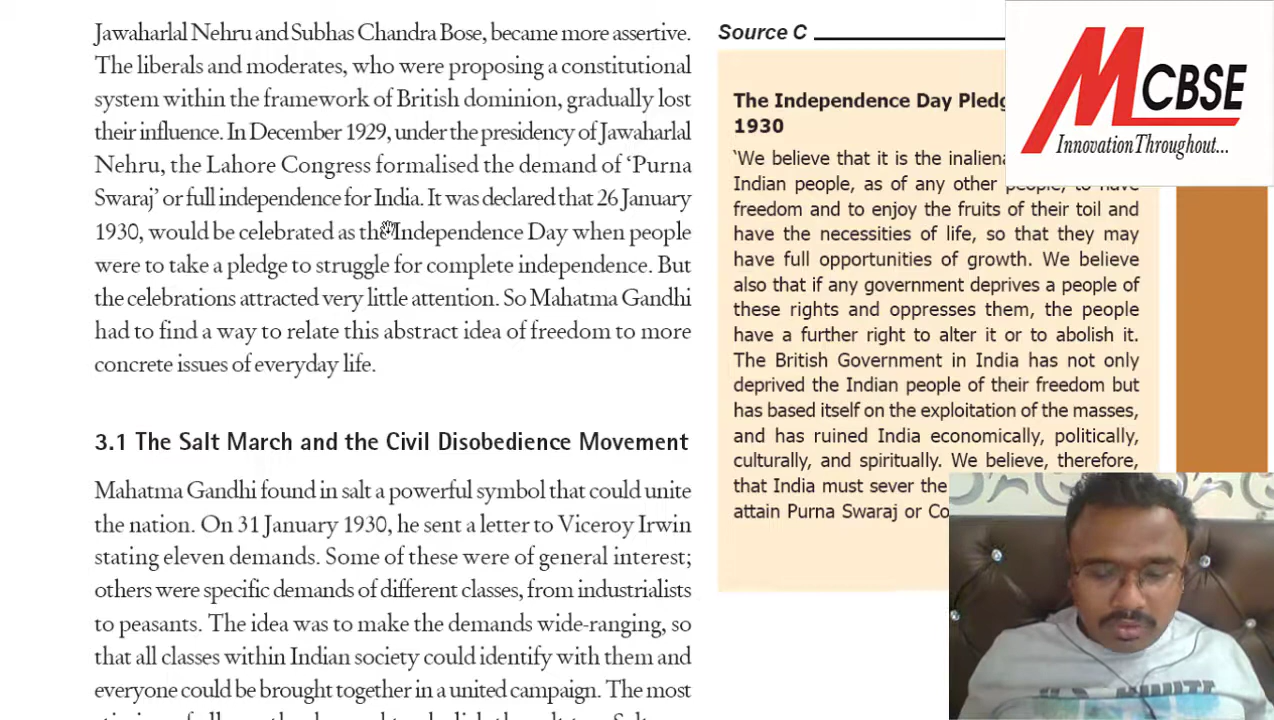 Jawaharlal Nehru and Subhas Chandra Bose, became more assertive.
The liberals and moderates, who were proposing a constitutional
system within the framework of British dominion, gradually lost
their influence. In December 1929, under the presidency of Jawaharlal
Nehru, the Lahore Congress formalised the demand of ‘Purna
Swaraj’ or full independence for India. It was declared that 26 January
1930, would be celebrated as the Independence Day when people
were to take a pledge to struggle for complete independence. But
the celebrations attracted very little attention. So Mahatma Gandhi
had to find a way to relate this abstract idea of freedom to more
concrete issues of everyday life.
3.1 The Salt March and the Civil Disobedience Movement
Mahatma Gandhi found in salt a powerful symbol that could unite
the nation. On 31 January 1930, he sent a letter to Viceroy Irwin
stating eleven demands. Some of these were of general interest;
others were specific demands of different classes, from industrialists
to peasants. The idea was to make the demands wide-ranging, so
that all classes within Indian society could identify with them and
everyone could be brought together in a united campaign. The most
Source C
The Independence Day
1930
‘We believe that it is the
Indian people, as of any other people, to have
freedom and to enjoy the fruits of their toil and
have the necessities of life, so that they may
have full opportunities of growth. We believe
also that if any government deprives a people of
these rights and oppresses them, the people
have a further right to alter it or to abolish it.
The British Government in India has not only
deprived the Indian people of their freedom but
has based itself on the exploitation of the masses,
and has ruined India economically, politically,
culturally, and spiritually. We believe, therefore,
that India must sever the
attain Purna Swaraj or
MCBSE
Innovation Throughout...